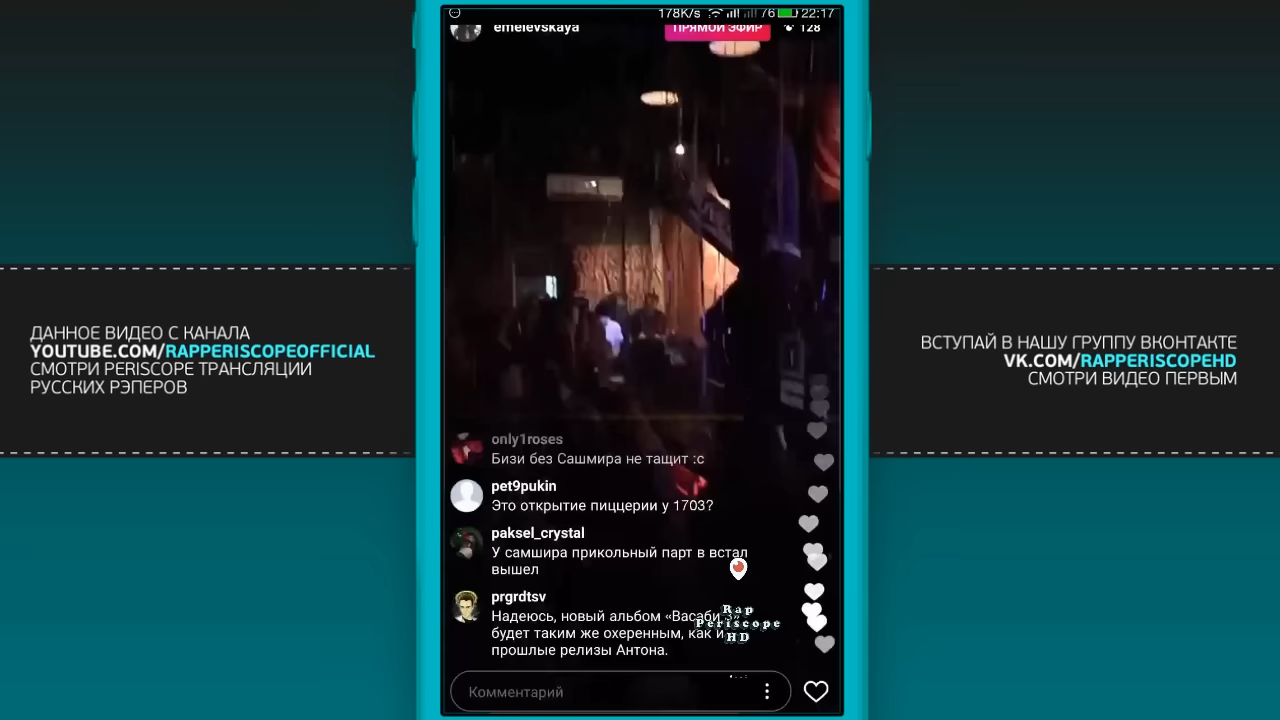 178K/s 76 22:17
emelevskaya ПРЯМОЙ ЭФИР 128
ДАННОЕ ВИДЕО С КАНАЛА
YOUTUBE.COM/RAPPERISCOPEOFFICIAL
СМОТРИ PERISCOPE ТРАНСЛЯЦИИ
РУССКИХ РЭПЕРОВ
ВСТУПАЙ В НАШУ ГРУППУ ВКОНТАКТЕ
VK.COM/RAPPERISCOPEHD
СМОТРИ ВИДЕО ПЕРВЫМ
only1roses
Бизи без Сашмира не тащит :с
pet9pukin
Это открытие пиццерии у 1703?
paksel_crystal
У самшира прикольный парт в встал
вышел
prgrdtsv
Надеюсь, новый альбом «Васаби 3»
будет таким же охеренным, как и
прошлые релизы Антона.
Rap
Periscope
HD
Комментарий